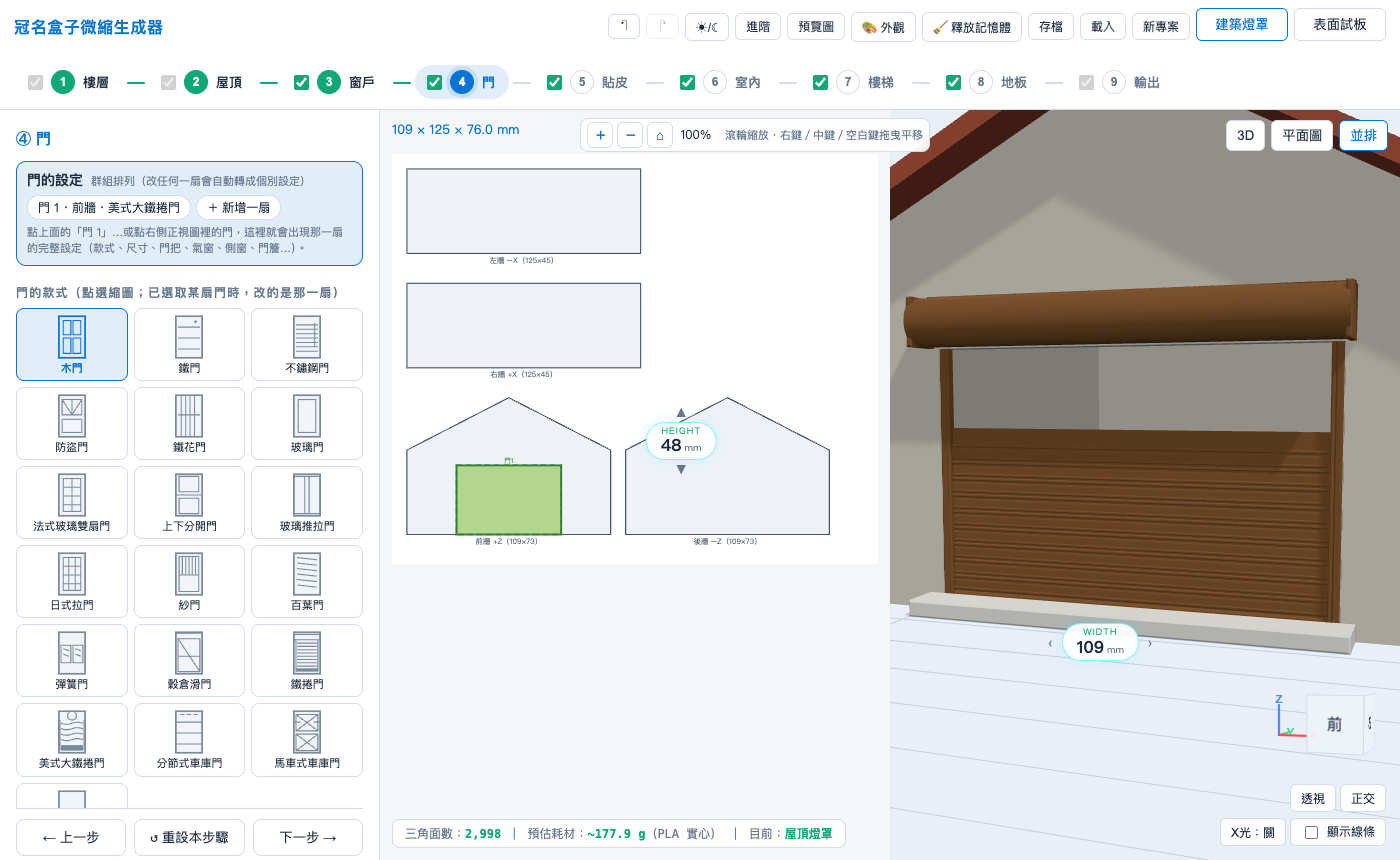 冠名盒子微縮生成器
☀/☾ 進階 預覽圖 🎨 外觀 🧹 釋放記憶體 存檔 載入 新專案 建築燈罩 表面試板
1 樓層 2 屋頂 3 窗戶 4 門 5 貼皮 6 室內 7 樓梯 8 地板 9 輸出
④ 門
門的設定 群組排列（改任何一扇會自動轉成個別設定）
門 1 · 前牆 · 美式大鐵捲門 ＋ 新增一扇
點上面的「門 1」…或點右側正視圖裡的門，這裡就會出現那一扇
的完整設定（款式、尺寸、門把、氣窗、側窗、門簷…）。
門的款式（點選縮圖；已選取某扇門時，改的是那一扇）
木門 鐵門 不鏽鋼門
防盜門 鐵花門 玻璃門
法式玻璃雙扇門 上下分開門 玻璃推拉門
日式拉門 紗門 百葉門
彈簧門 穀倉滑門 鐵捲門
美式大鐵捲門 分節式車庫門 馬車式車庫門
← 上一步 ↺ 重設本步驟 下一步 →
109 × 125 × 76.0 mm
+ − ⌂ 100% 滾輪縮放 · 右鍵 / 中鍵 / 空白鍵拖曳平移
左牆 −X（125×45）
右牆 +X（125×45）
HEIGHT
48 mm
門1
前牆 +Z（109×73） 後牆 −Z（109×73）
三角面數：2,998 | 預估耗材：~177.9 g (PLA 實心) | 目前：屋頂燈罩
3D 平面圖 並排
WIDTH
‹ 109 mm ›
Z
Y
前
透視 正交
X光：關 顯示線條